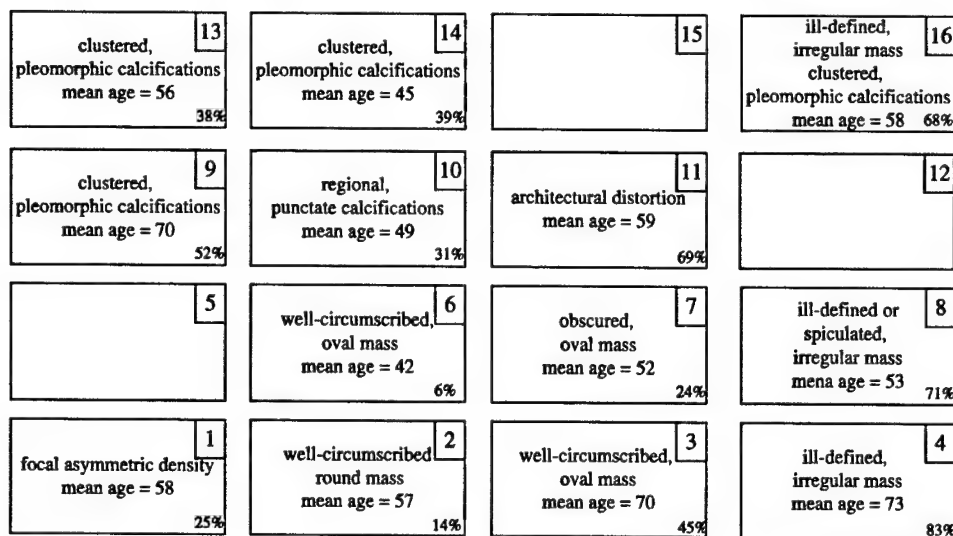 13
clustered,
pleomorphic calcifications
mean age = 56
38%
14
clustered,
pleomorphic calcifications
mean age = 45
39%
15
16
ill-defined,
irregular mass
clustered,
pleomorphic calcifications
mean age = 58
68%
9
clustered,
pleomorphic calcifications
mean age = 70
52%
10
regional,
punctate calcifications
mean age = 49
31%
11
architectural distortion
mean age = 59
69%
12
5
6
well-circumscribed,
oval mass
mean age = 42
6%
7
obscured,
oval mass
mean age = 52
24%
8
ill-defined or
spiculated,
irregular mass
mena age = 53
71%
1
focal asymmetric density
mean age = 58
25%
2
well-circumscribed
round mass
mean age = 57
14%
3
well-circumscribed,
oval mass
mean age = 70
45%
4
ill-defined,
irregular mass
mean age = 73
83%